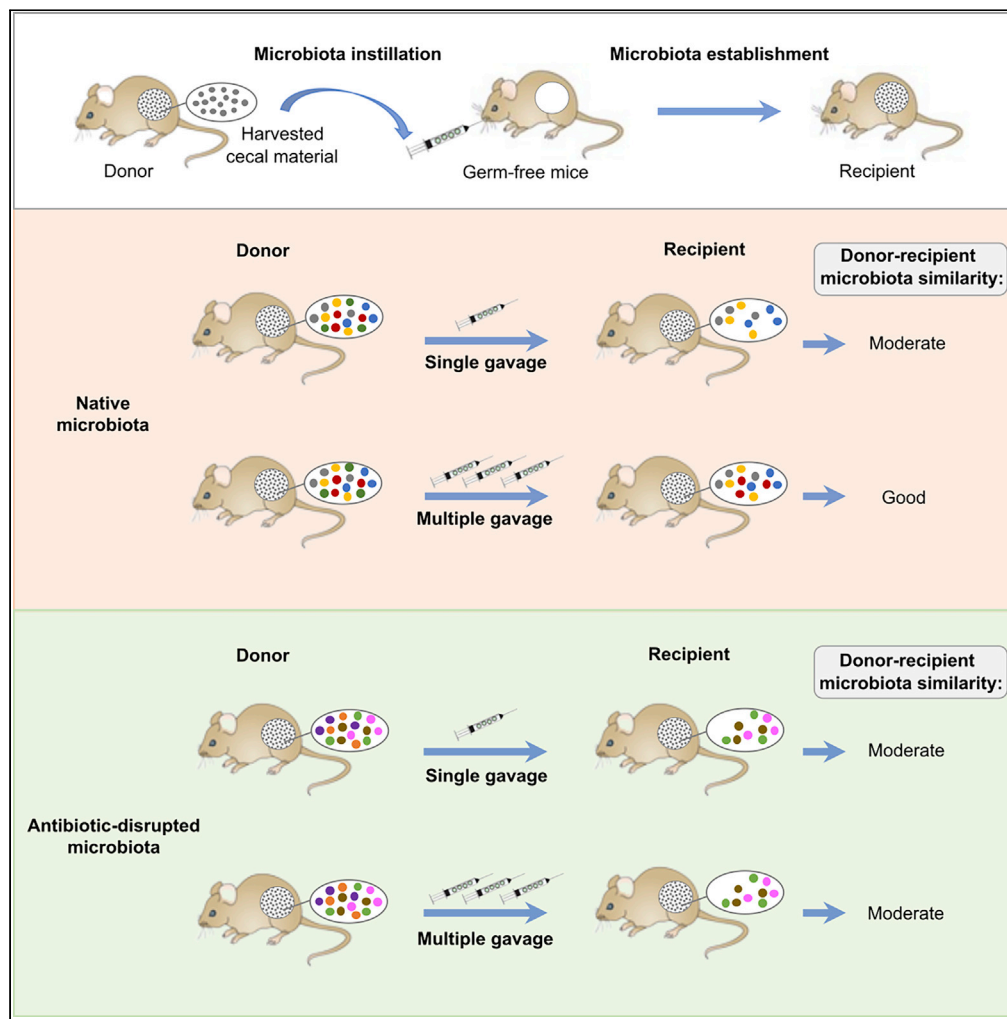 Microbiota instillation
Microbiota establishment
Harvested
cecal material
Donor
Germ-free mice
Recipient
Donor
Recipient
Donor-recipient
microbiota similarity:
Single gavage
Moderate
Native
microbiota
Multiple gavage
Good
Donor
Recipient
Donor-recipient
microbiota similarity:
Single gavage
Moderate
Antibiotic-disrupted
microbiota
Multiple gavage
Moderate